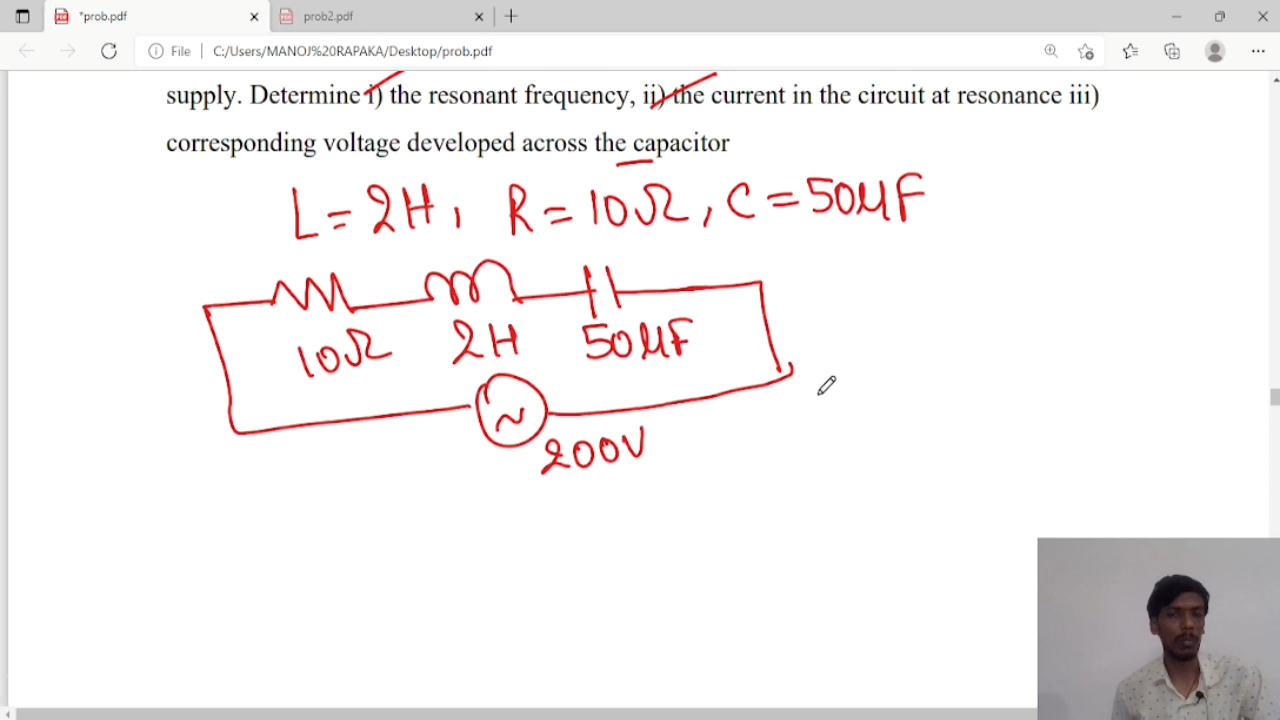 *prob.pdf
prob2.pdf
File
C:/Users/MANOJ%20RAPAKA/Desktop/prob.pdf
supply. Determine i) the resonant frequency, ii) the current in the circuit at resonance iii)
corresponding voltage developed across the capacitor
L = 2H, R = 10Ω, C = 50μF
10Ω 2H 50μF
~
200V